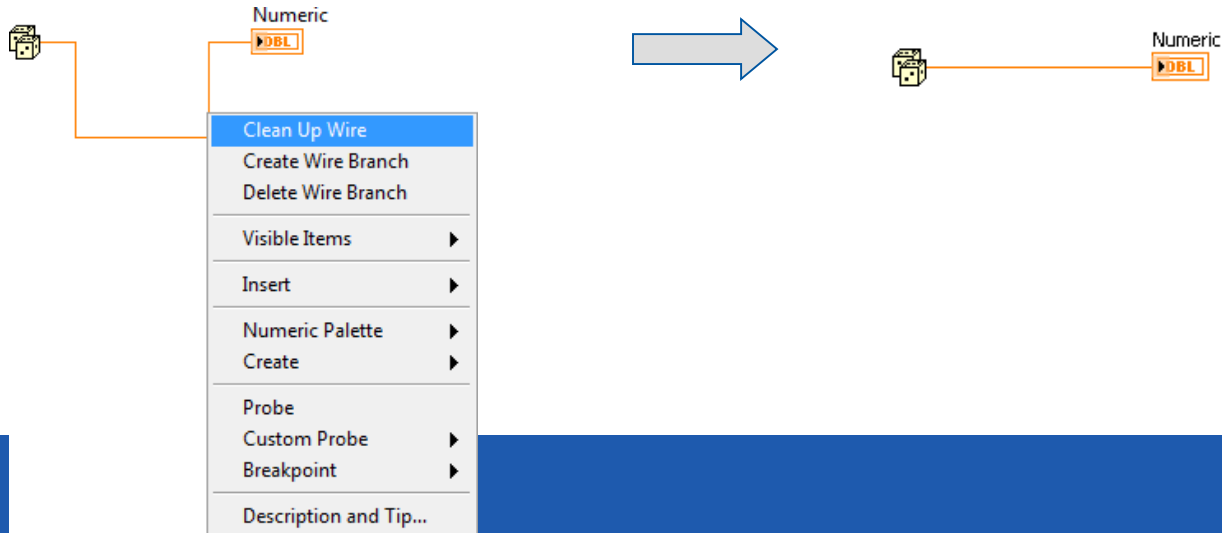 Numeric
DBL
Clean Up Wire
Create Wire Branch
Delete Wire Branch
Visible Items
Insert
Numeric Palette
Create
Probe
Custom Probe
Breakpoint
Description and Tip...
Numeric
DBL